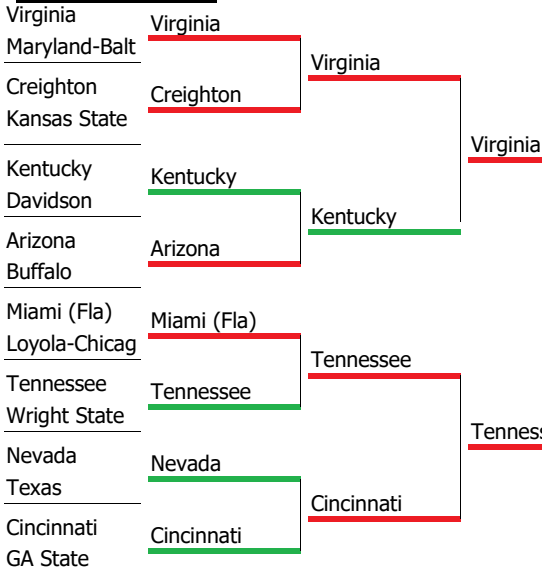 Virginia
Maryland-Balt
Creighton
Kansas State
Kentucky
Davidson
Arizona
Buffalo
Miami (Fla)
Loyola-Chicag
Tennessee
Wright State
Nevada
Texas
Cincinnati
GA State
Virginia
Creighton
Kentucky
Arizona
Miami (Fla)
Tennessee
Nevada
Cincinnati
Virginia
Kentucky
Tennessee
Cincinnati
Virginia
Tenness